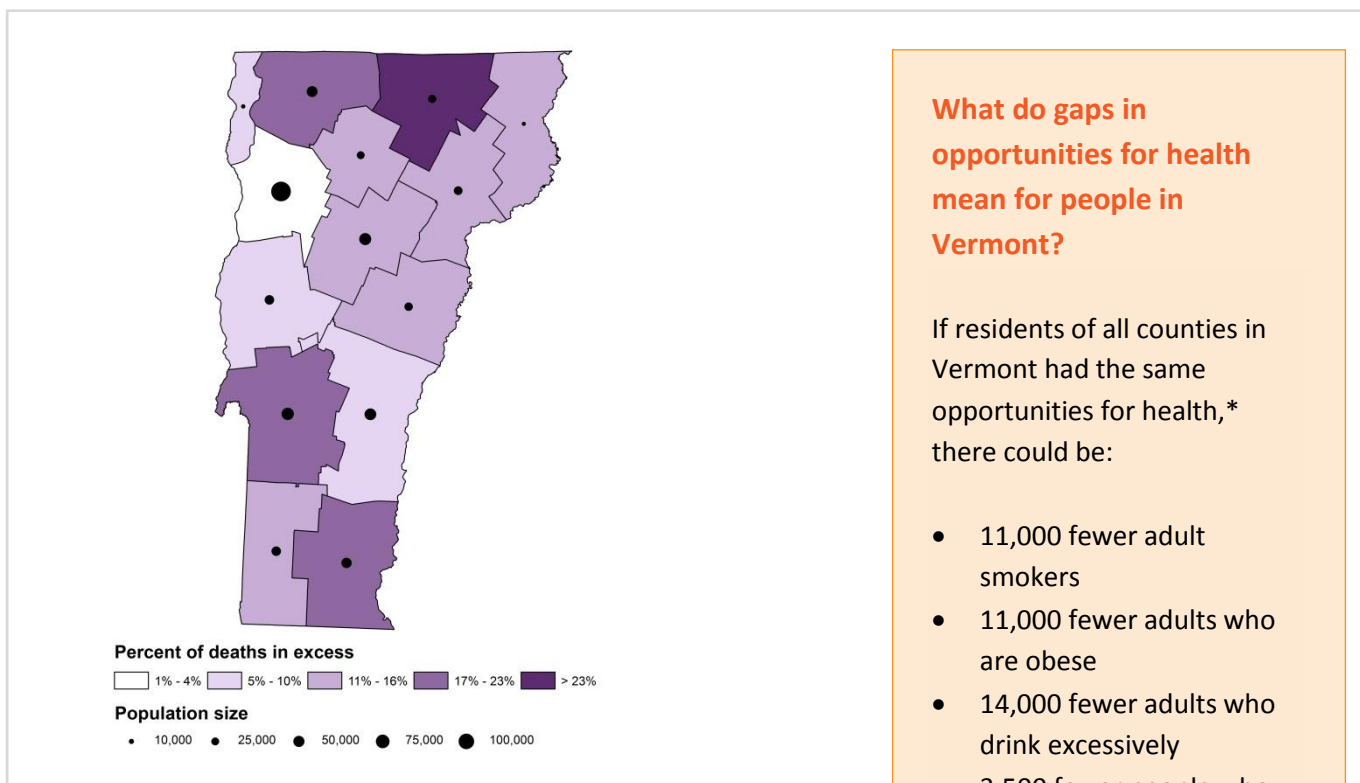 Percent of deaths in excess
1% - 4% 5% - 10% 11% - 16% 17% - 23% > 23%
Population size
10,000 25,000 50,000 75,000 100,000
What do gaps in
opportunities for health
mean for people in
Vermont?
If residents of all counties in
Vermont had the same
opportunities for health,*
there could be:
• 11,000 fewer adult
smokers
• 11,000 fewer adults who
are obese
• 14,000 fewer adults who
drink excessively